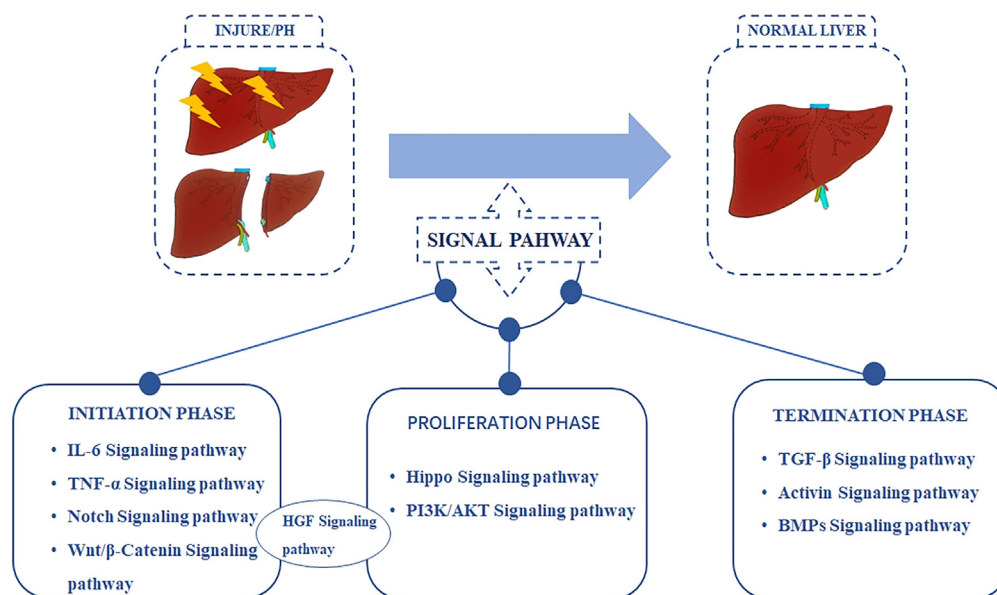 INJURE/PH
NORMAL LIVER
SIGNAL PAHWAY
INITIATION PHASE
• IL-6 Signaling pathway
• TNF-α Signaling pathway
• Notch Signaling pathway
• Wnt/β-Catenin Signaling
pathway
HGF Signaling
pathway
PROLIFERATION PHASE
• Hippo Signaling pathway
• PI3K/AKT Signaling pathway
TERMINATION PHASE
• TGF-β Signaling pathway
• Activin Signaling pathway
• BMPs Signaling pathway